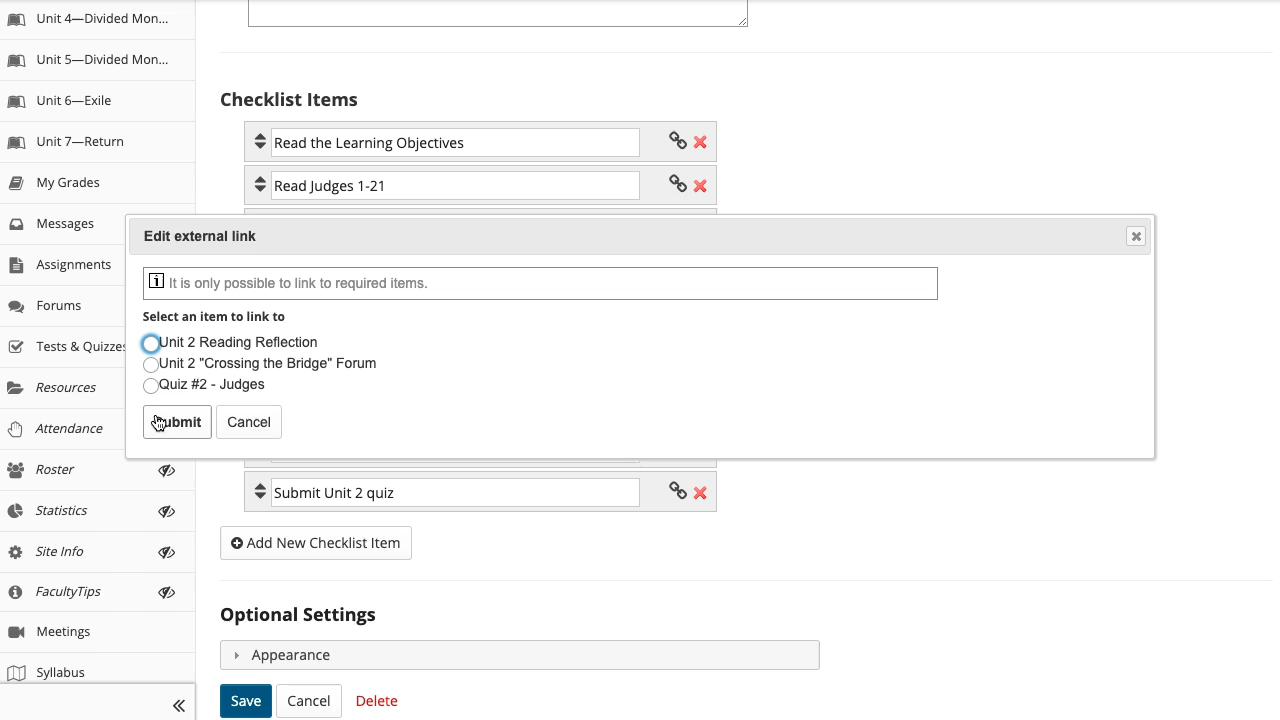 Unit 4—Divided Mon...
Unit 5—Divided Mon...
Unit 6—Exile
Unit 7—Return
My Grades
Messages
Assignments
Forums
Tests & Quizzes
Resources
Attendance
Roster
Statistics
Site Info
FacultyTips
Meetings
Syllabus
Checklist Items
Read the Learning Objectives
Read Judges 1-21
Edit external link
It is only possible to link to required items.
Select an item to link to
Unit 2 Reading Reflection
Unit 2 "Crossing the Bridge" Forum
Quiz #2 - Judges
Submit
Cancel
Submit Unit 2 quiz
Add New Checklist Item
Optional Settings
Appearance
Save
Cancel
Delete